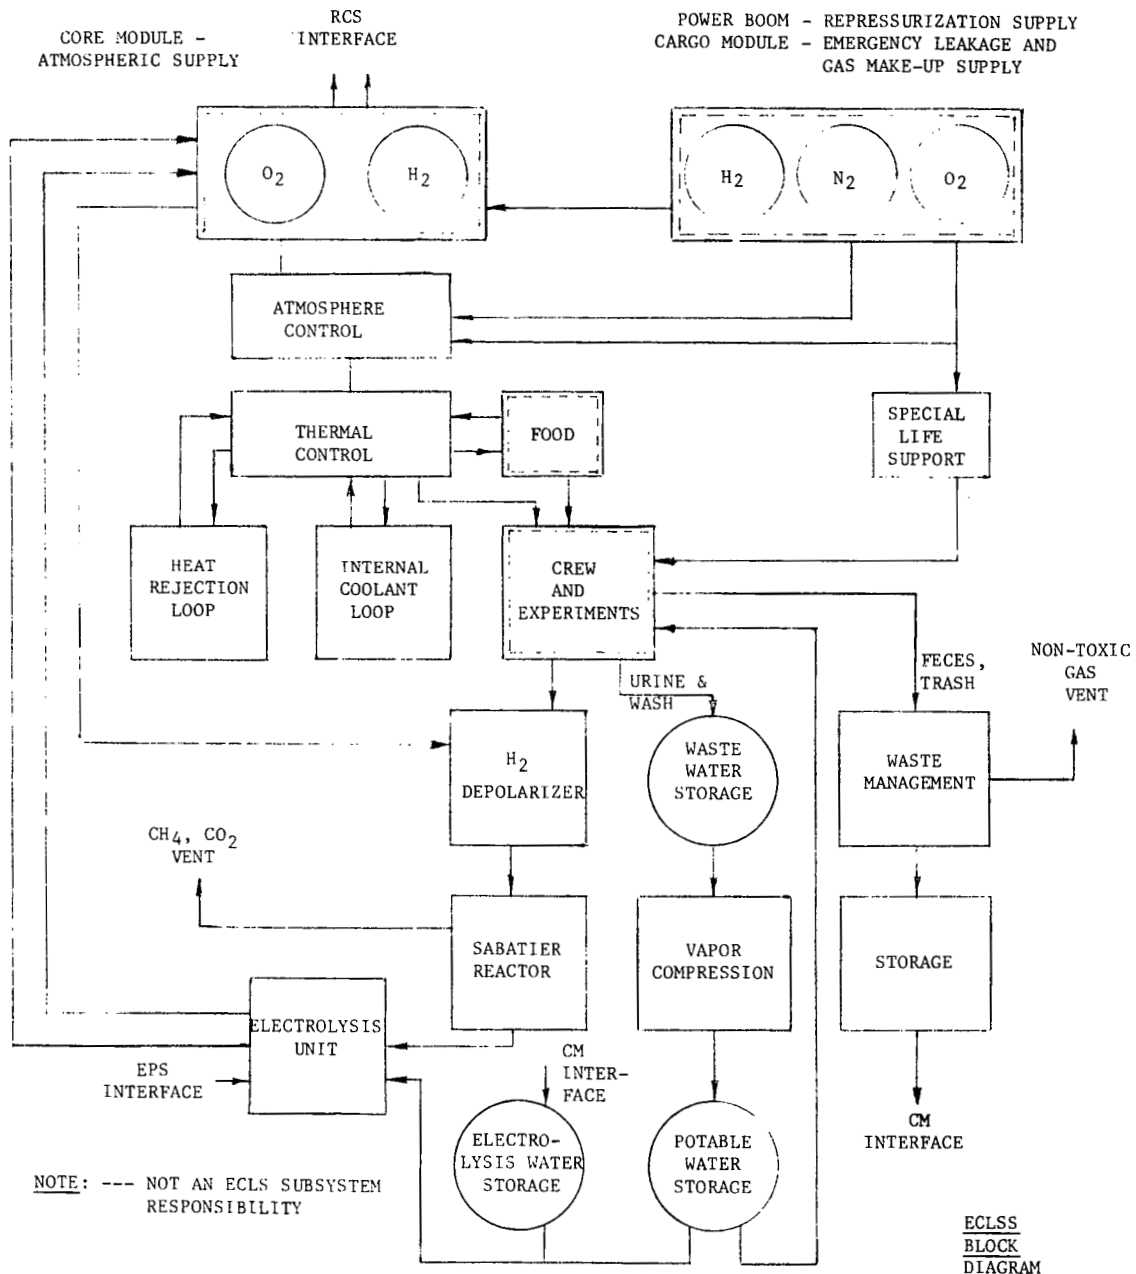 CORE MODULE -
ATMOSPHERIC SUPPLY
RCS
INTERFACE
POWER BOOM - REPRESSURIZATION SUPPLY
CARGO MODULE - EMERGENCY LEAKAGE AND
GAS MAKE-UP SUPPLY
O2
H2
H2
N2
O2
ATMOSPHERE
CONTROL
THERMAL
CONTROL
FOOD
SPECIAL
LIFE
SUPPORT
HEAT
REJECTION
LOOP
INTERNAL
COOLANT
LOOP
CREW
AND
EXPERIMENTS
URINE &
WASH
FECES,
TRASH
NON-TOXIC
GAS
VENT
H2
DEPOLARIZER
WASTE
WATER
STORAGE
WASTE
MANAGEMENT
CH4, CO2
VENT
SABATIER
REACTOR
VAPOR
COMPRESSION
STORAGE
ELECTROLYSIS
UNIT
EPS
INTERFACE
CM
INTER-
FACE
ELECTRO-
LYSIS WATER
STORAGE
POTABLE
WATER
STORAGE
CM
INTERFACE
NOTE: --- NOT AN ECLS SUBSYSTEM
RESPONSIBILITY
ECLSS
BLOCK
DIAGRAM